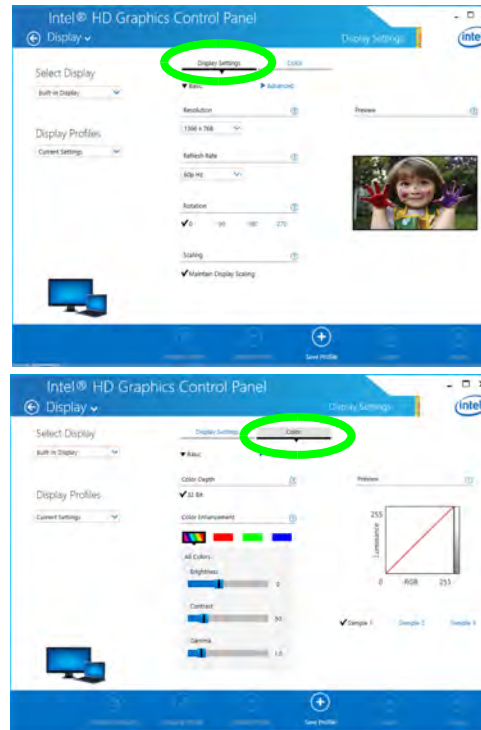 Intel® HD Graphics Control Panel
Display
Display Settings
intel
Select Display
Built-in Display
Display Profiles
Current Settings
Display Settings
Color
Basic
Advanced
Resolution
1366 x 768
Refresh Rate
60p Hz
Rotation
0 90 180 270
Scaling
Maintain Display Scaling
Preview
Save Profile
Intel® HD Graphics Control Panel
Display
Display Settings
intel
Select Display
Built-in Display
Display Profiles
Current Settings
Display Settings
Color
Basic
Color Depth
32 Bit
Color Enhancement
All Colors
Brightness
0
Contrast
50
Gamma
1.0
Preview
255
Luminance
0 -RGB 255
Sample 1 Sample 2 Sample 3
Save Profile